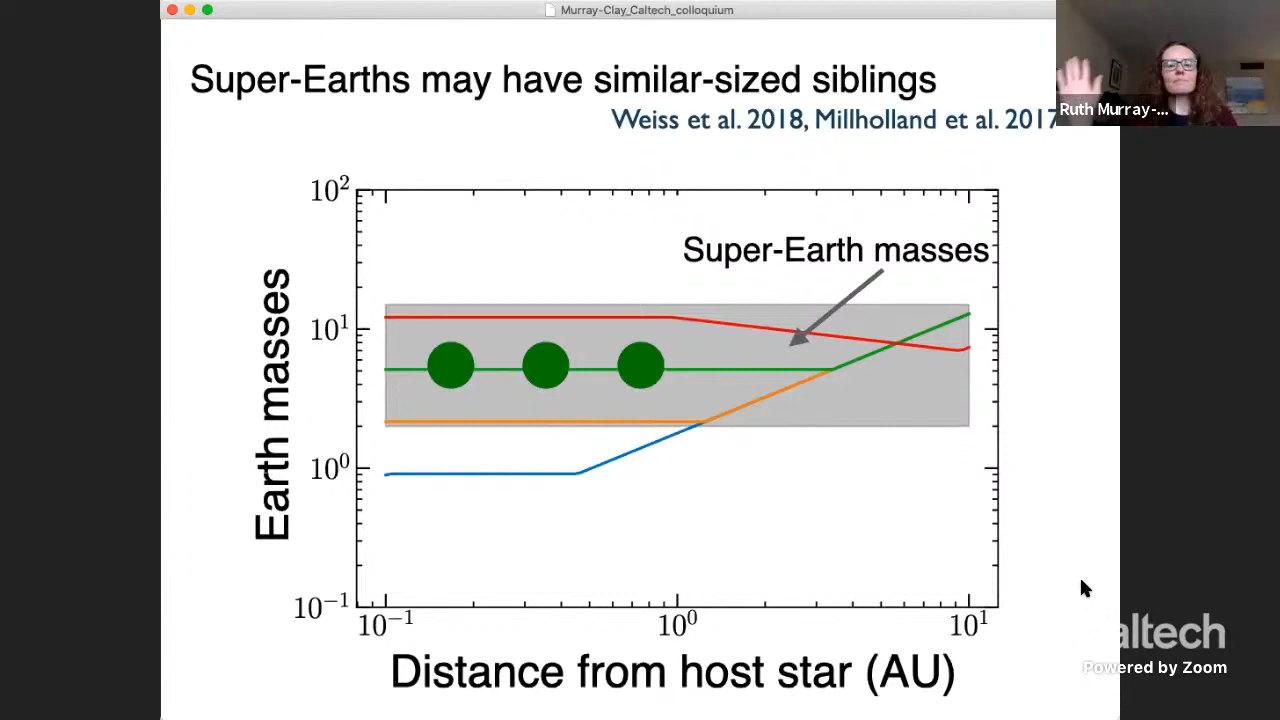 Murray-Clay_Caltech_colloquium
Super-Earths may have similar-sized siblings
Weiss et al. 2018, Millholland et al. 2017
Ruth Murray-...
10²
Super-Earth masses
10¹
Earth masses
10⁰
10⁻¹
10⁻¹ 10⁰ 10¹
Distance from host star (AU)
altech
Powered by Zoom